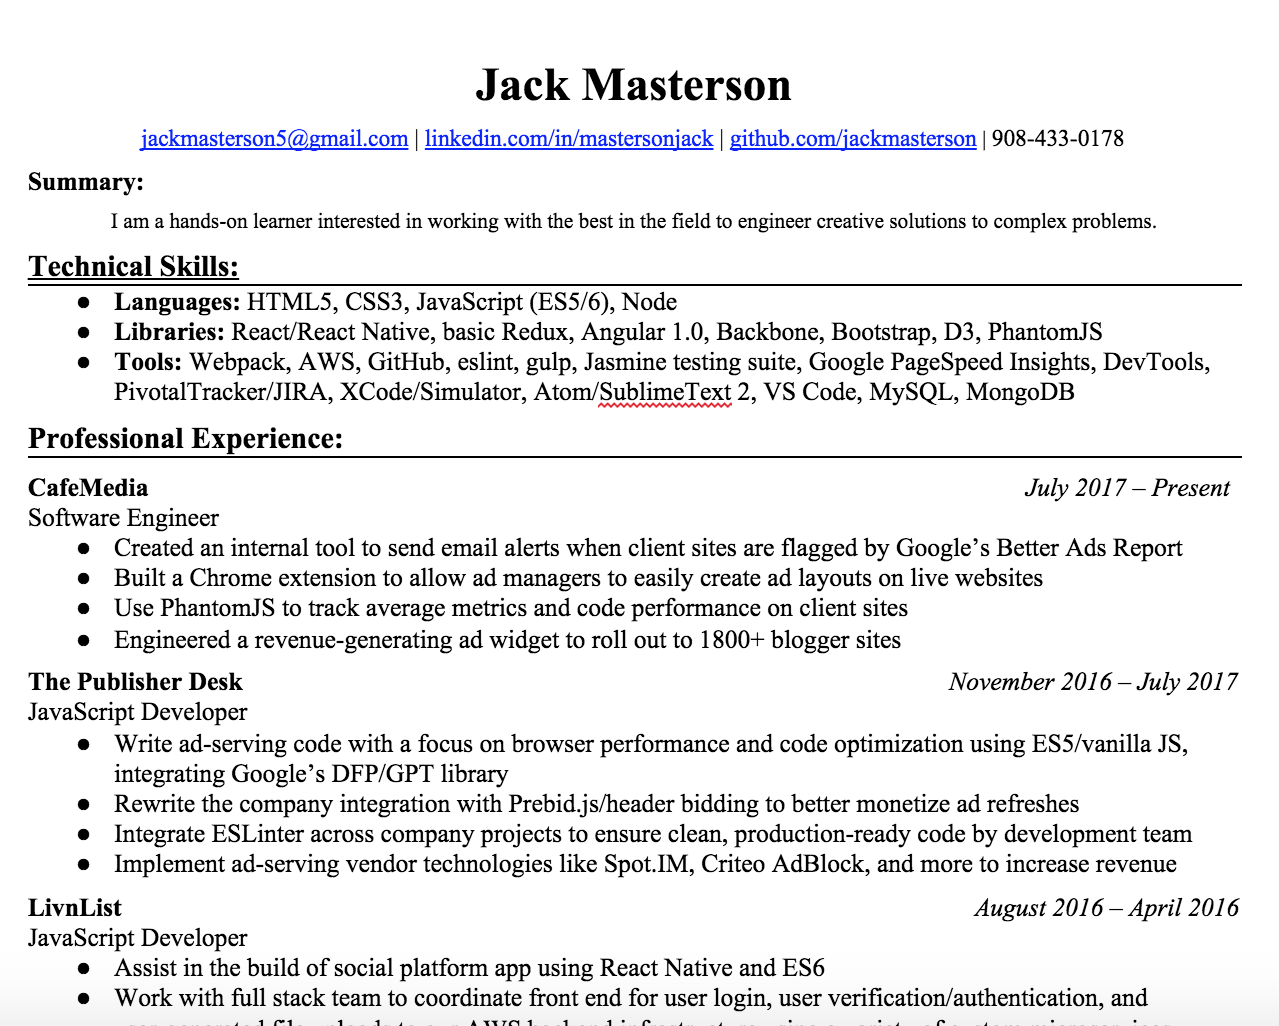 Jack Masterson
jackmasterson5@gmail.com | linkedin.com/in/mastersonjack | github.com/jackmasterson | 908-433-0178
Summary:
I am a hands-on learner interested in working with the best in the field to engineer creative solutions to complex problems.
Technical Skills:
● Languages: HTML5, CSS3, JavaScript (ES5/6), Node
● Libraries: React/React Native, basic Redux, Angular 1.0, Backbone, Bootstrap, D3, PhantomJS
● Tools: Webpack, AWS, GitHub, eslint, gulp, Jasmine testing suite, Google PageSpeed Insights, DevTools,
PivotalTracker/JIRA, XCode/Simulator, Atom/SublimeText 2, VS Code, MySQL, MongoDB
Professional Experience:
CafeMedia July 2017 – Present
Software Engineer
● Created an internal tool to send email alerts when client sites are flagged by Google’s Better Ads Report
● Built a Chrome extension to allow ad managers to easily create ad layouts on live websites
● Use PhantomJS to track average metrics and code performance on client sites
● Engineered a revenue-generating ad widget to roll out to 1800+ blogger sites
The Publisher Desk November 2016 – July 2017
JavaScript Developer
● Write ad-serving code with a focus on browser performance and code optimization using ES5/vanilla JS,
integrating Google’s DFP/GPT library
● Rewrite the company integration with Prebid.js/header bidding to better monetize ad refreshes
● Integrate ESLinter across company projects to ensure clean, production-ready code by development team
● Implement ad-serving vendor technologies like Spot.IM, Criteo AdBlock, and more to increase revenue
LivnList August 2016 – April 2016
JavaScript Developer
● Assist in the build of social platform app using React Native and ES6
● Work with full stack team to coordinate front end for user login, user verification/authentication, and